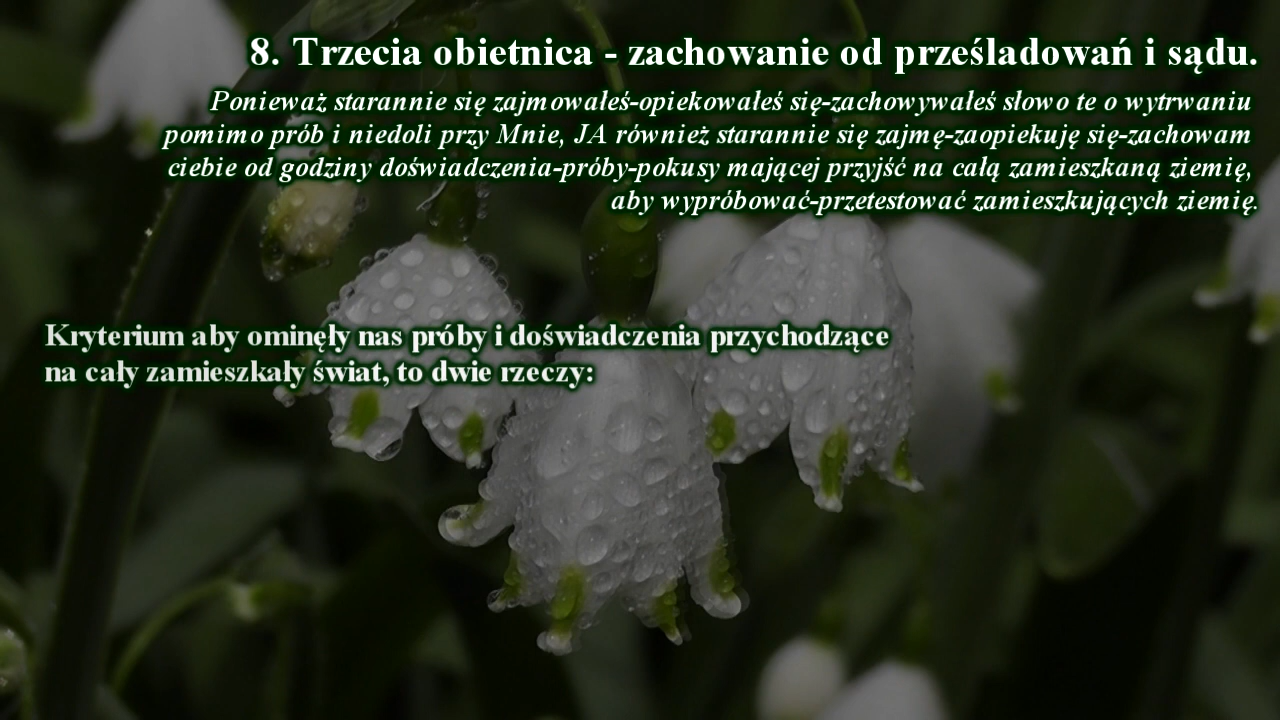 8. Trzecia obietnica - zachowanie od prześladowań i sądu.
Ponieważ starannie się zajmowałeś-opiekowałeś się-zachowywałeś słowo te o wytrwaniu
pomimo prób i niedoli przy Mnie, JA również starannie się zajmę-zaopiekuję się-zachowam
ciebie od godziny doświadczenia-próby-pokusy mającej przyjść na całą zamieszkaną ziemię,
aby wypróbować-przetestować zamieszkujących ziemię.
Kryterium aby ominęły nas próby i doświadczenia przychodzące
na cały zamieszkały świat, to dwie rzeczy: